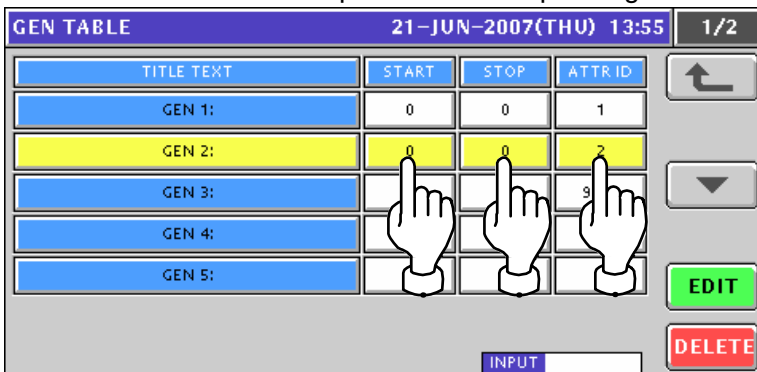 GEN TABLE 21-JUN-2007(THU) 13:55 1/2
TITLE TEXT START STOP ATTR ID
GEN 1: 0 0 1
GEN 2: 0 0 2
GEN 3: 9
GEN 4:
GEN 5:
EDIT
DELETE
INPUT